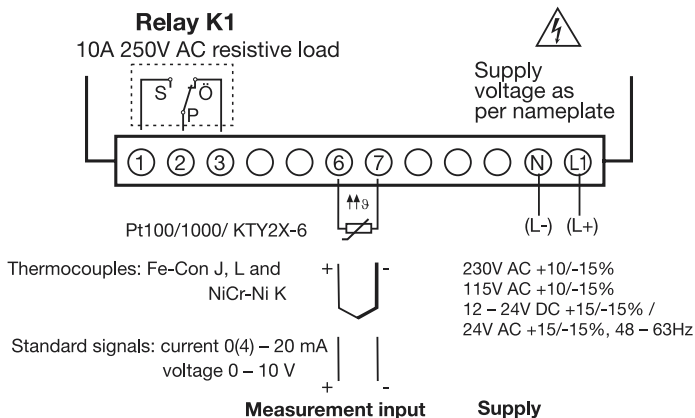 Relay K1
10A 250V AC resistive load
Supply
voltage as
per nameplate
S Ö
P
1 2 3 6 7 N L1
ϑ
Pt100/1000/ KTY2X-6
(L-) (L+)
Thermocouples: Fe-Con J, L and
NiCr-Ni K
+ -
230V AC +10/-15%
115V AC +10/-15%
12 – 24V DC +15/-15% /
24V AC +15/-15%, 48 – 63Hz
Standard signals: current 0(4) – 20 mA
voltage 0 – 10 V
+ -
Measurement input Supply